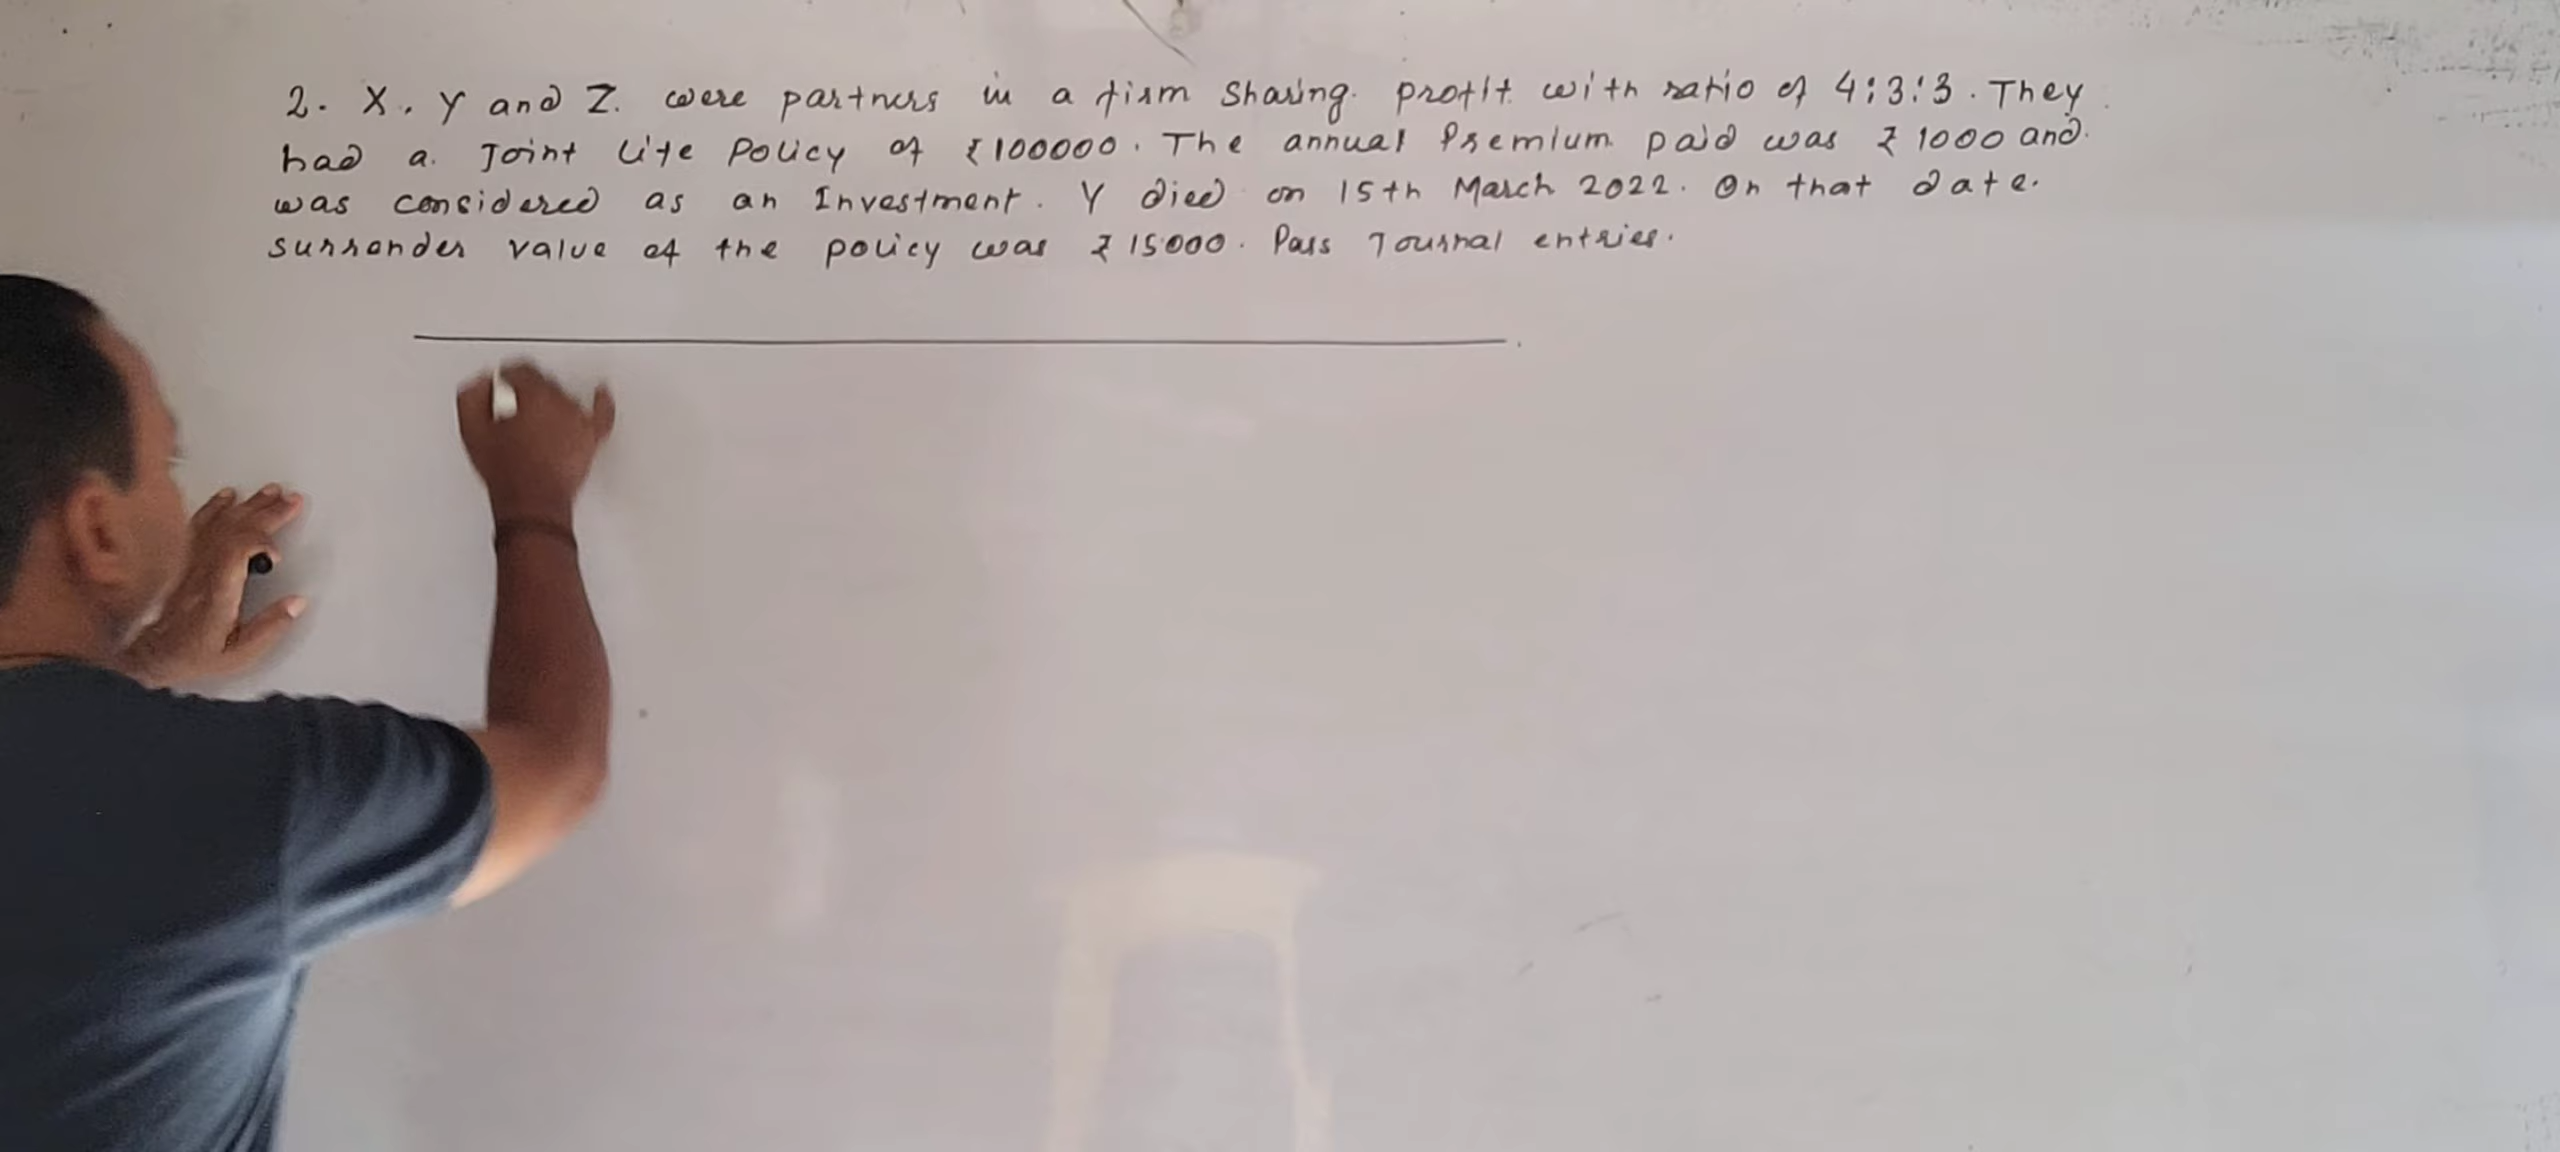 2. X, Y and Z. were partners in a firm sharing profit with ratio of 4:3:3. They
had a Joint Life Policy of ₹100000. The annual Premium paid was ₹1000 and
was considered as an Investment. Y died on 15th March 2022. On that date.
surrander value of the policy was ₹15000. Pass Journal entries.